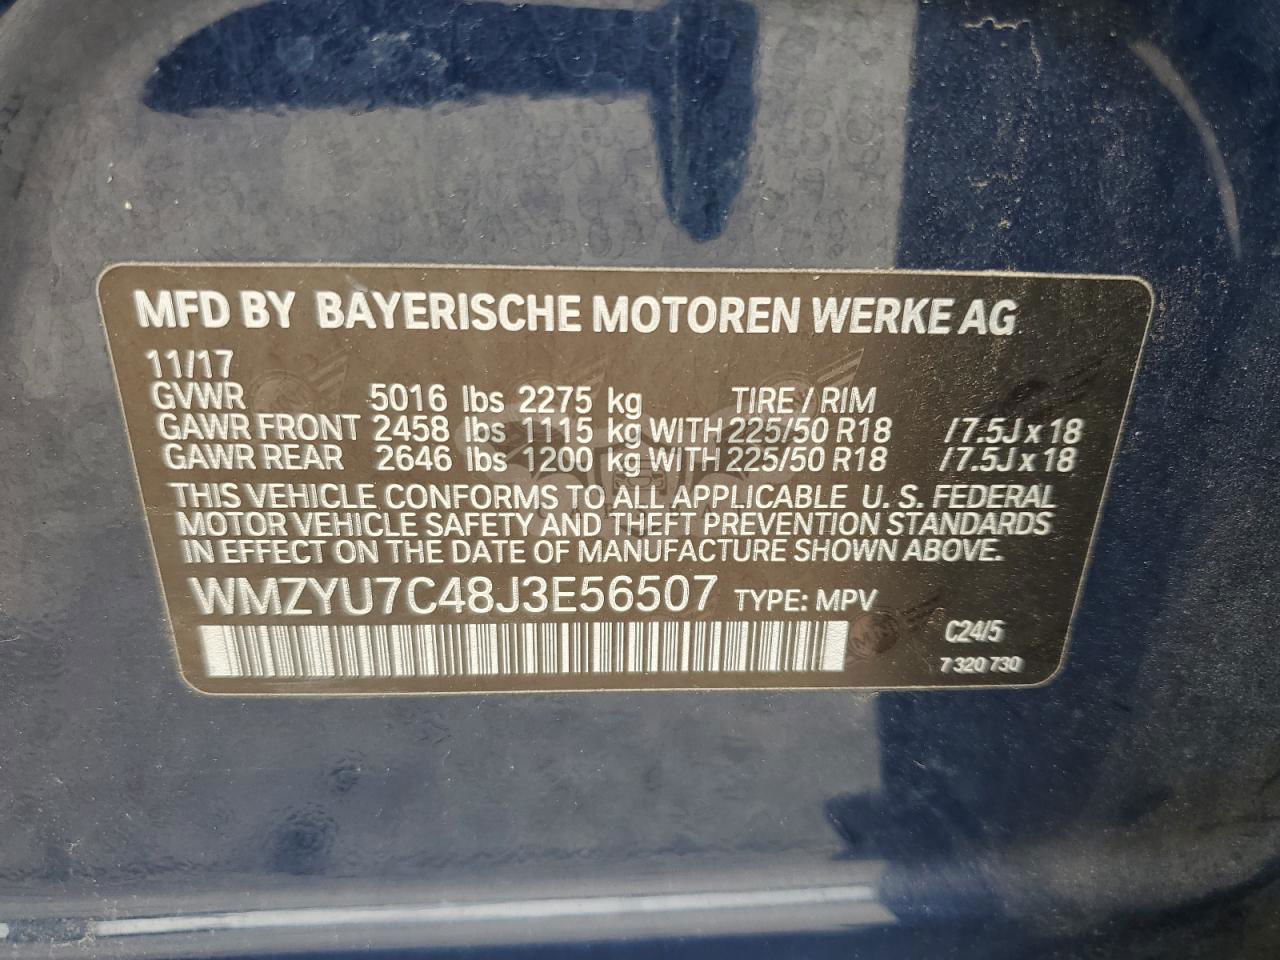 MFD BY BAYERISCHE MOTOREN WERKE AG
11/17
GVWR 5016 lbs 2275 kg TIRE / RIM
GAWR FRONT 2458 lbs 1115 kg WITH 225/50 R18 / 7.5J x 18
GAWR REAR 2646 lbs 1200 kg WITH 225/50 R18 / 7.5J x 18
THIS VEHICLE CONFORMS TO ALL APPLICABLE U. S. FEDERAL
MOTOR VEHICLE SAFETY AND THEFT PREVENTION STANDARDS
IN EFFECT ON THE DATE OF MANUFACTURE SHOWN ABOVE.
WMZYU7C48J3E56507 TYPE: MPV
C24/5
7 320 730